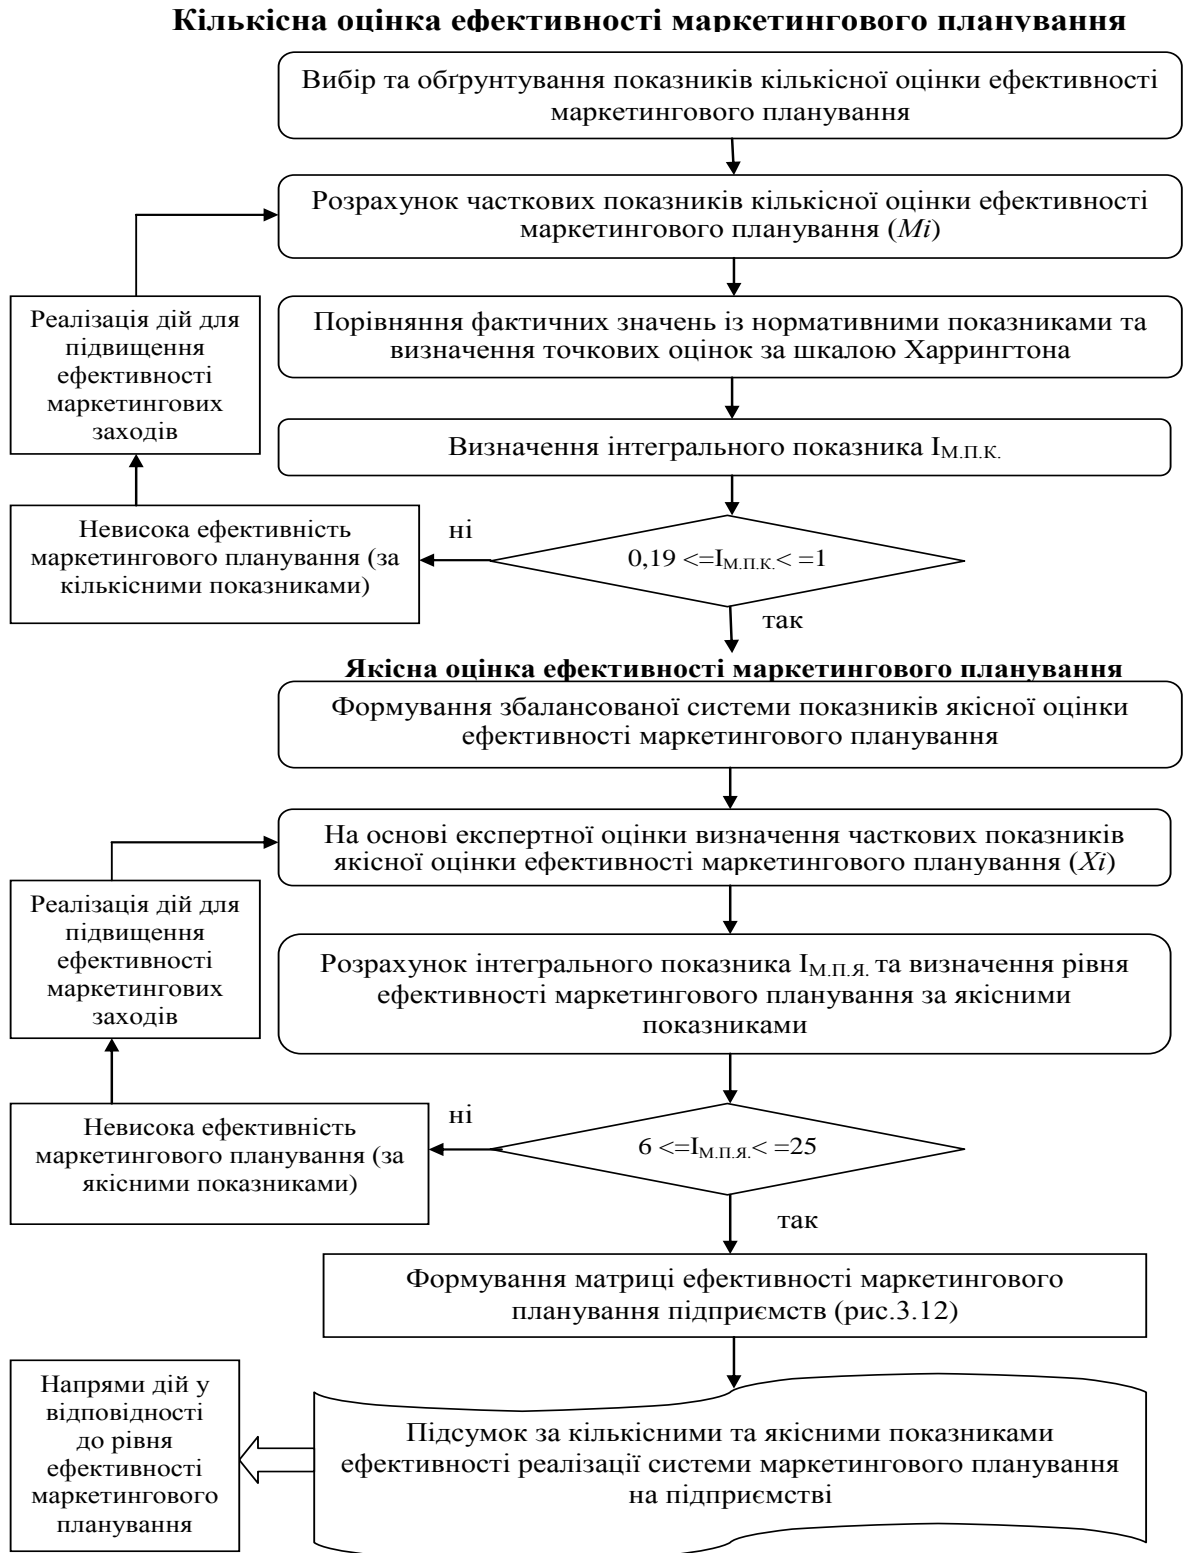 Кількісна оцінка ефективності маркетингового планування
Вибір та обґрунтування показників кількісної оцінки ефективності
маркетингового планування
Розрахунок часткових показників кількісної оцінки ефективності
маркетингового планування (Mi)
Реалізація дій для
підвищення
ефективності
маркетингових
заходів
Порівняння фактичних значень із нормативними показниками та
визначення точкових оцінок за шкалою Харрингтона
Визначення інтегрального показника ІМ.П.К.
Невисока ефективність
маркетингового планування (за
кількісними показниками)
ні
0,19 <=ІМ.П.К.< =1
так
Якісна оцінка ефективності маркетингового планування
Формування збалансованої системи показників якісної оцінки
ефективності маркетингового планування
На основі експертної оцінки визначення часткових показників
якісної оцінки ефективності маркетингового планування (Xi)
Реалізація дій для
підвищення
ефективності
маркетингових
заходів
Розрахунок інтегрального показника ІМ.П.Я. та визначення рівня
ефективності маркетингового планування за якісними
показниками
Невисока ефективність
маркетингового планування (за
якісними показниками)
ні
6 <=ІМ.П.Я.< =25
так
Формування матриці ефективності маркетингового
планування підприємств (рис.3.12)
Напрями дій у
відповідності
до рівня
ефективності
маркетингового
планування
Підсумок за кількісними та якісними показниками
ефективності реалізації системи маркетингового планування
на підприємстві